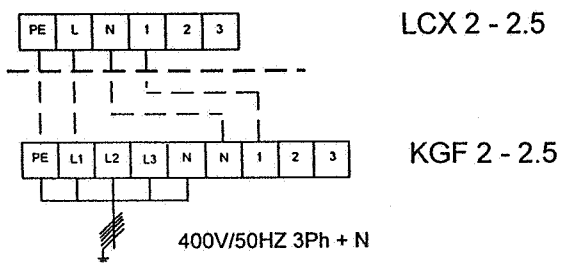 PE L N 1 2 3 LCX 2 - 2.5
PE L1 L2 L3 N N 1 2 3 KGF 2 - 2.5
400V/50HZ 3Ph + N